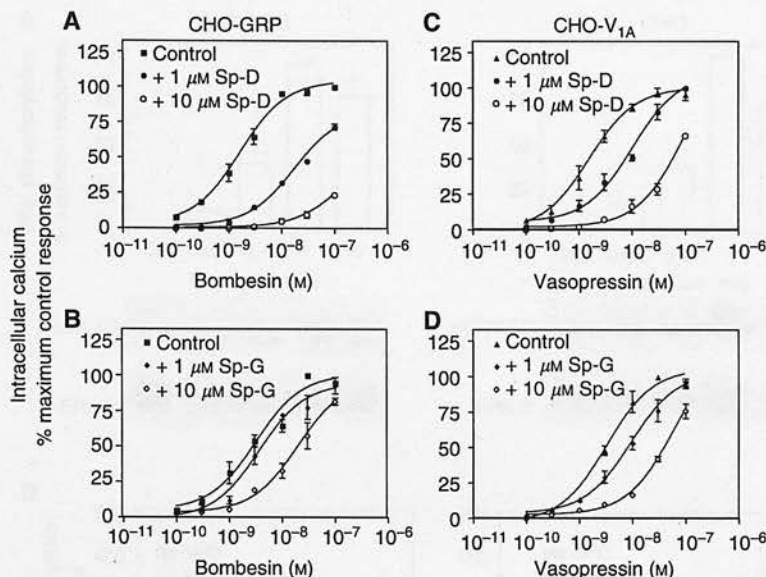 A
CHO-GRP
125
100
75
50
25
0
■ Control
• + 1 μM Sp-D
○ + 10 μM Sp-D
10⁻¹¹ 10⁻¹⁰ 10⁻⁹ 10⁻⁸ 10⁻⁷ 10⁻⁶
Bombesin (M)
C
CHO-V₁A
125
100
75
50
25
0
▲ Control
■ + 1 μM Sp-D
○ + 10 μM Sp-D
10⁻¹¹ 10⁻¹⁰ 10⁻⁹ 10⁻⁸ 10⁻⁷ 10⁻⁶
Vasopressin (M)
Intracellular calcium
% maximum control response
B
125
100
75
50
25
0
■ Control
♦ + 1 μM Sp-G
◇ + 10 μM Sp-G
10⁻¹¹ 10⁻¹⁰ 10⁻⁹ 10⁻⁸ 10⁻⁷ 10⁻⁶
Bombesin (M)
D
125
100
75
50
25
0
▲ Control
♦ + 1 μM Sp-G
◇ + 10 μM Sp-G
10⁻¹¹ 10⁻¹⁰ 10⁻⁹ 10⁻⁸ 10⁻⁷ 10⁻⁶
Vasopressin (M)